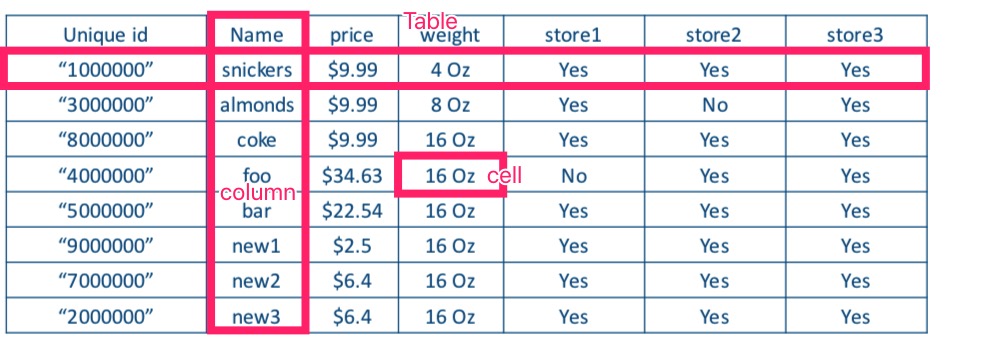 Table
Unique id Name price weight store1 store2 store3
“1000000” snickers $9.99 4 Oz Yes Yes Yes
“3000000” almonds $9.99 8 Oz Yes No Yes
“8000000” coke $9.99 16 Oz Yes Yes Yes
“4000000” foo $34.63 16 Oz cell No Yes Yes
column
“5000000” bar $22.54 16 Oz Yes Yes Yes
“9000000” new1 $2.5 16 Oz Yes Yes Yes
“7000000” new2 $6.4 16 Oz Yes Yes Yes
“2000000” new3 $6.4 16 Oz Yes Yes Yes